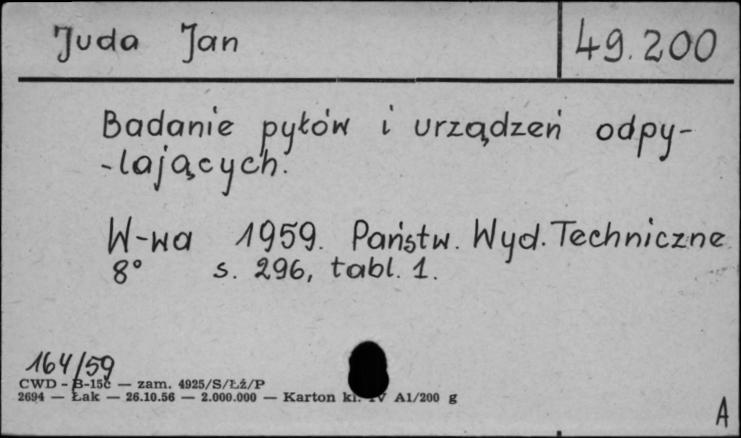 Juda Jan 49.200
Badanie pyłów i urządzeń odpy-
-lających.
W-wa 1959. Państw. Wyd. Techniczne
8° s. 296, tabl. 1.
164/59
CWD - B-15c — zam. 4925/S/Łź/P
2694 — Łak — 26.10.56 — 2.000.000 — Karton kl. IV A1/200 g
A